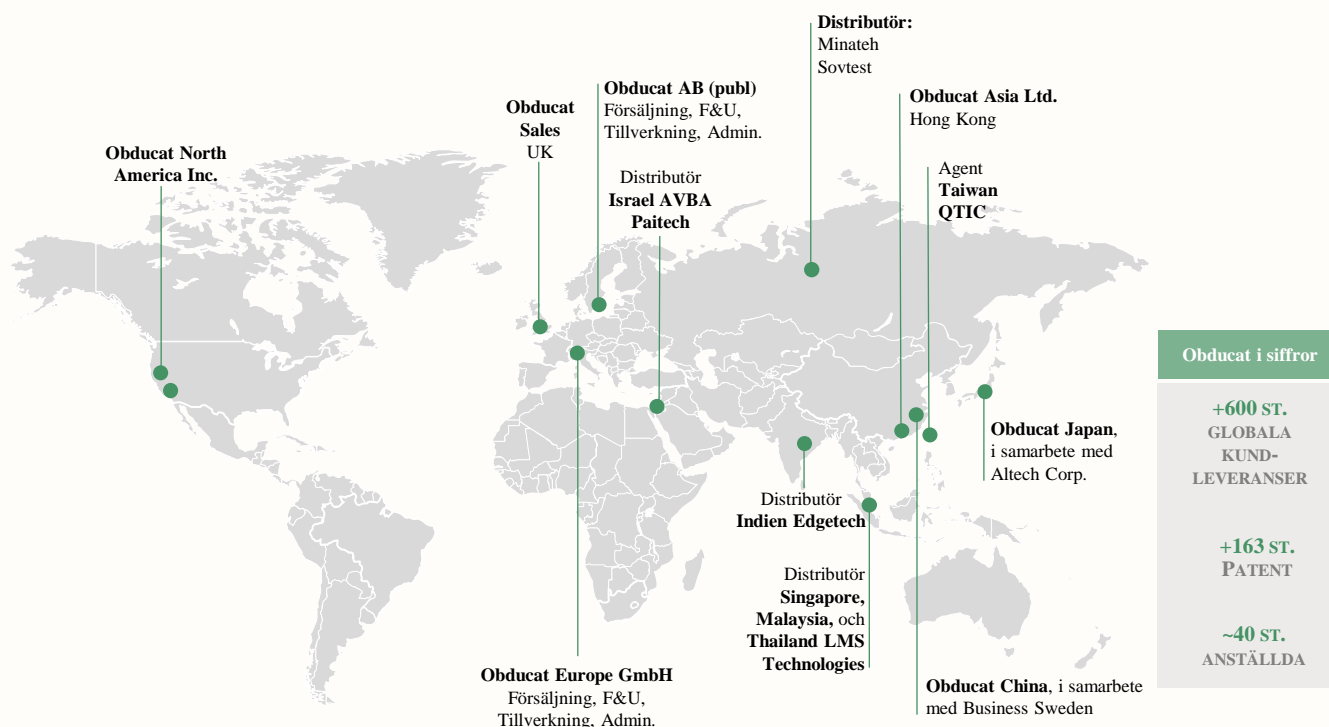 Distributör:
Minateh
Sovtest
Obducat AB (publ)
Försäljning, F&U,
Tillverkning, Admin.
Obducat Asia Ltd.
Hong Kong
Obducat
Sales
UK
Obducat North
America Inc.
Distributör
Israel AVBA
Paitech
Agent
Taiwan
QTIC
Obducat i siffror
+600 ST.
GLOBALA
KUND-
LEVERANSER
+163 ST.
PATENT
~40 ST.
ANSTÄLLDA
Obducat Japan,
i samarbete med
Altech Corp.
Distributör
Indien Edgetech
Distributör
Singapore,
Malaysia, och
Thailand LMS
Technologies
Obducat Europe GmbH
Försäljning, F&U,
Tillverkning, Admin.
Obducat China, i samarbete
med Business Sweden